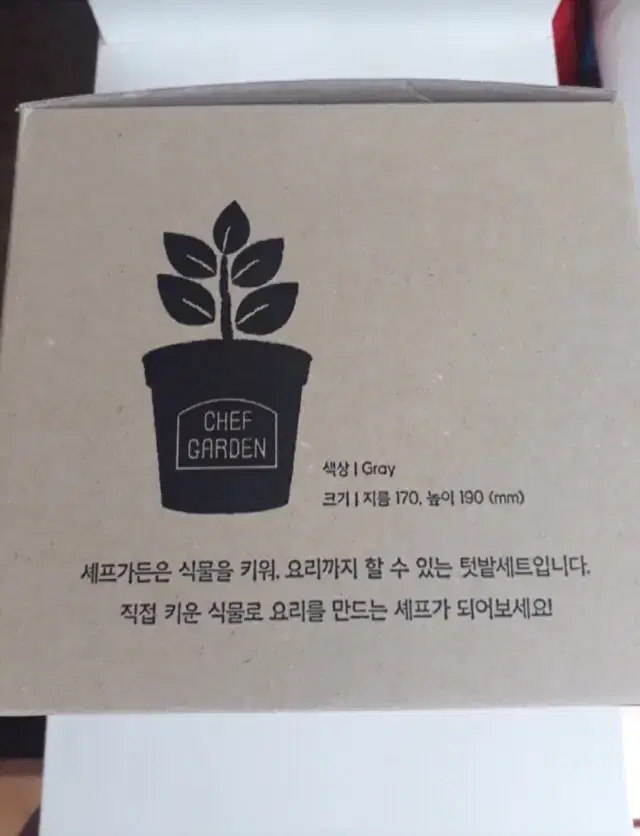 CHEF
GARDEN
색상 | Gray
크기 | 지름 170, 높이 190 (mm)
셰프가든은 식물을 키워, 요리까지 할 수 있는 텃밭세트입니다.
직접 키운 식물로 요리를 만드는 셰프가 되어보세요!